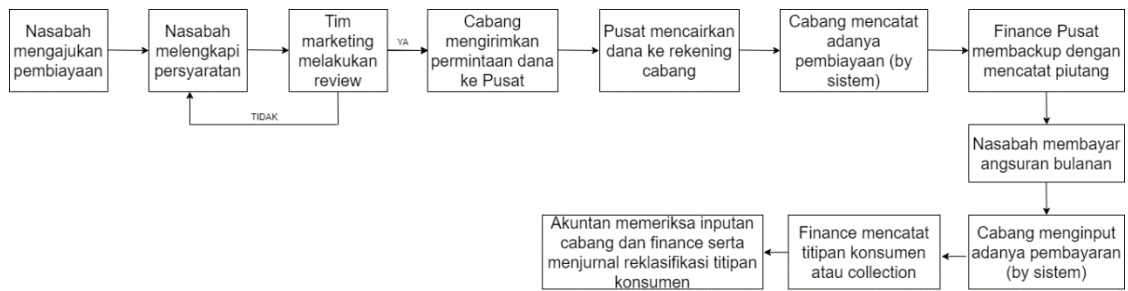 Nasabah
mengajukan
pembiayaan
Nasabah
melengkapi
persyaratan
Tim
marketing
melakukan
review
YA
TIDAK
Cabang
mengirimkan
permintaan dana
ke Pusat
Pusat mencairkan
dana ke rekening
cabang
Cabang mencatat
adanya
pembiayaan (by
sistem)
Finance Pusat
membackup dengan
mencatat piutang
Nasabah membayar
angsuran bulanan
Cabang menginput
adanya pembayaran
(by sistem)
Finance mencatat
titipan konsumen
atau collection
Akuntan memeriksa inputan
cabang dan finance serta
menjurnal reklasifikasi titipan
konsumen